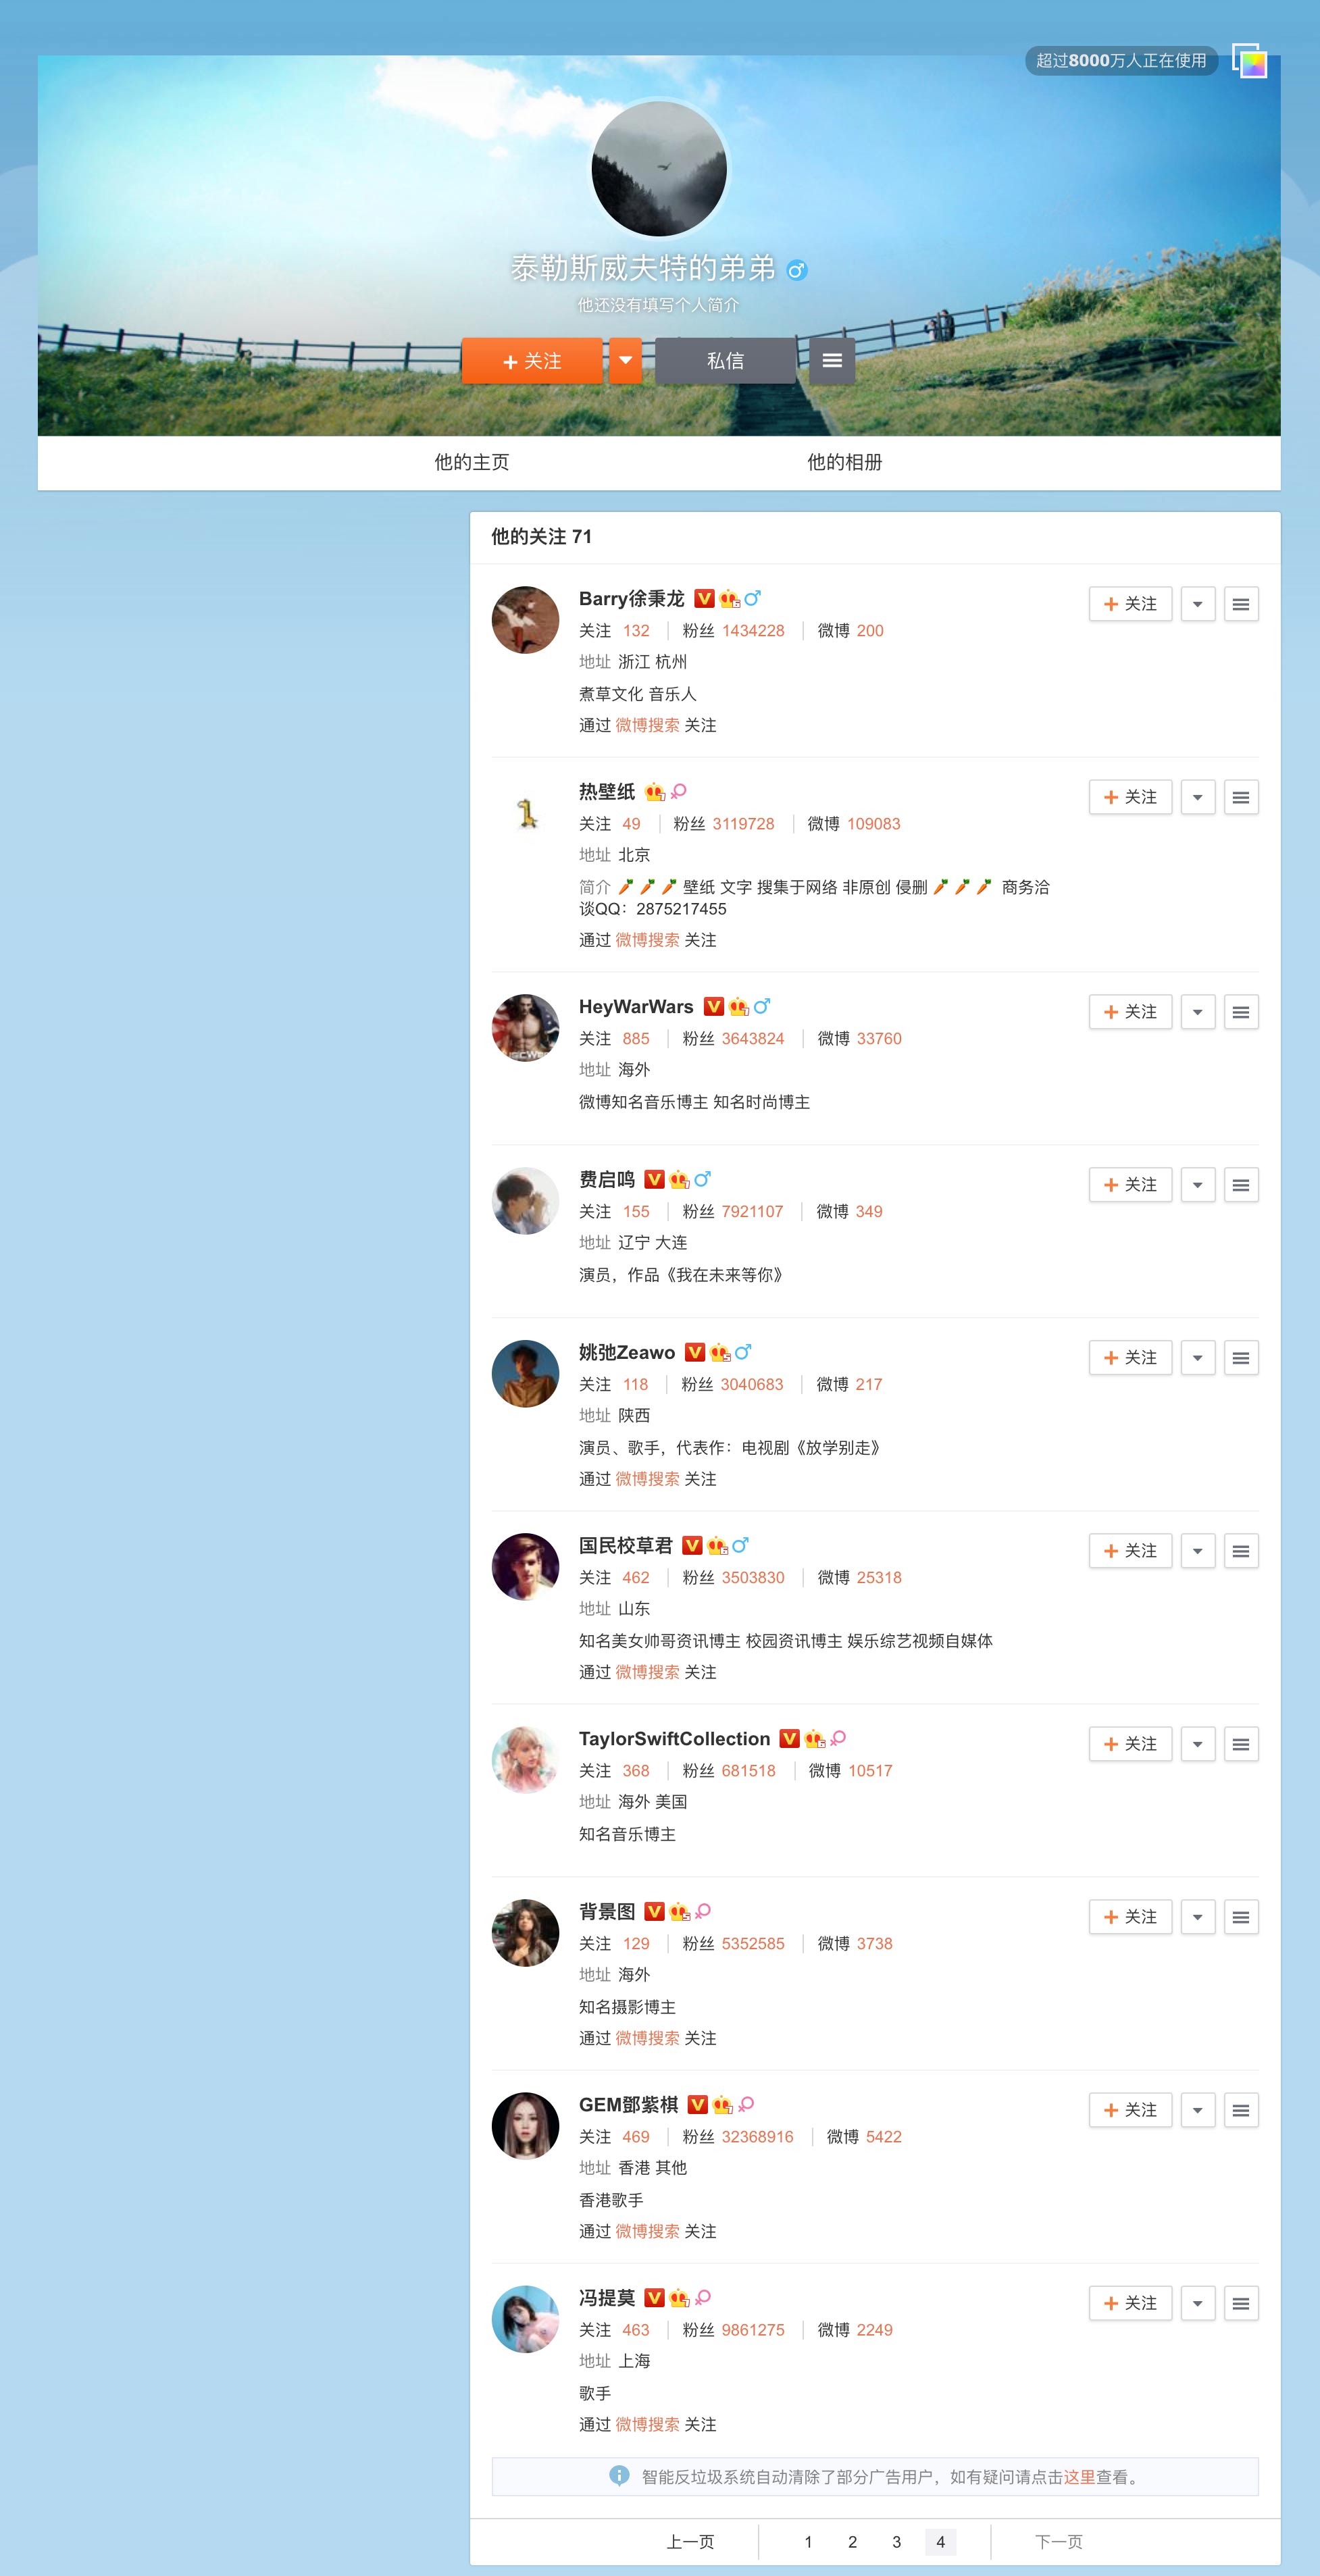 超过8000万人正在使用
泰勒斯威夫特的弟弟
他还没有填写个人简介
+ 关注
私信
他的主页 他的相册
他的关注 71
Barry徐秉龙
+ 关注
关注 132 粉丝 1434228 微博 200
地址 浙江 杭州
煮草文化 音乐人
通过 微博搜索 关注
热壁纸
+ 关注
关注 49 粉丝 3119728 微博 109083
地址 北京
简介 🥕🥕🥕壁纸 文字 搜集于网络 非原创 侵删🥕🥕🥕 商务洽
谈QQ：2875217455
通过 微博搜索 关注
HeyWarWars
+ 关注
关注 885 粉丝 3643824 微博 33760
地址 海外
微博知名音乐博主 知名时尚博主
费启鸣
+ 关注
关注 155 粉丝 7921107 微博 349
地址 辽宁 大连
演员，作品《我在未来等你》
姚弛Zeawo
+ 关注
关注 118 粉丝 3040683 微博 217
地址 陕西
演员、歌手，代表作：电视剧《放学别走》
通过 微博搜索 关注
国民校草君
+ 关注
关注 462 粉丝 3503830 微博 25318
地址 山东
知名美女帅哥资讯博主 校园资讯博主 娱乐综艺视频自媒体
通过 微博搜索 关注
TaylorSwiftCollection
+ 关注
关注 368 粉丝 681518 微博 10517
地址 海外 美国
知名音乐博主
背景图
+ 关注
关注 129 粉丝 5352585 微博 3738
地址 海外
知名摄影博主
通过 微博搜索 关注
GEM鄧紫棋
+ 关注
关注 469 粉丝 32368916 微博 5422
地址 香港 其他
香港歌手
通过 微博搜索 关注
冯提莫
+ 关注
关注 463 粉丝 9861275 微博 2249
地址 上海
歌手
通过 微博搜索 关注
智能反垃圾系统自动清除了部分广告用户，如有疑问请点击这里查看。
上一页 1 2 3 4 下一页